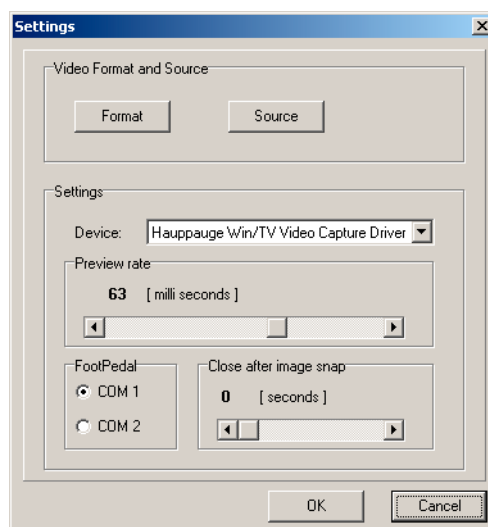 Settings
Video Format and Source
Format
Source
Settings
Device: Hauppauge Win/TV Video Capture Driver
Preview rate
63 [ milli seconds ]
FootPedal
COM 1
COM 2
Close after image snap
0 [ seconds ]
OK
Cancel